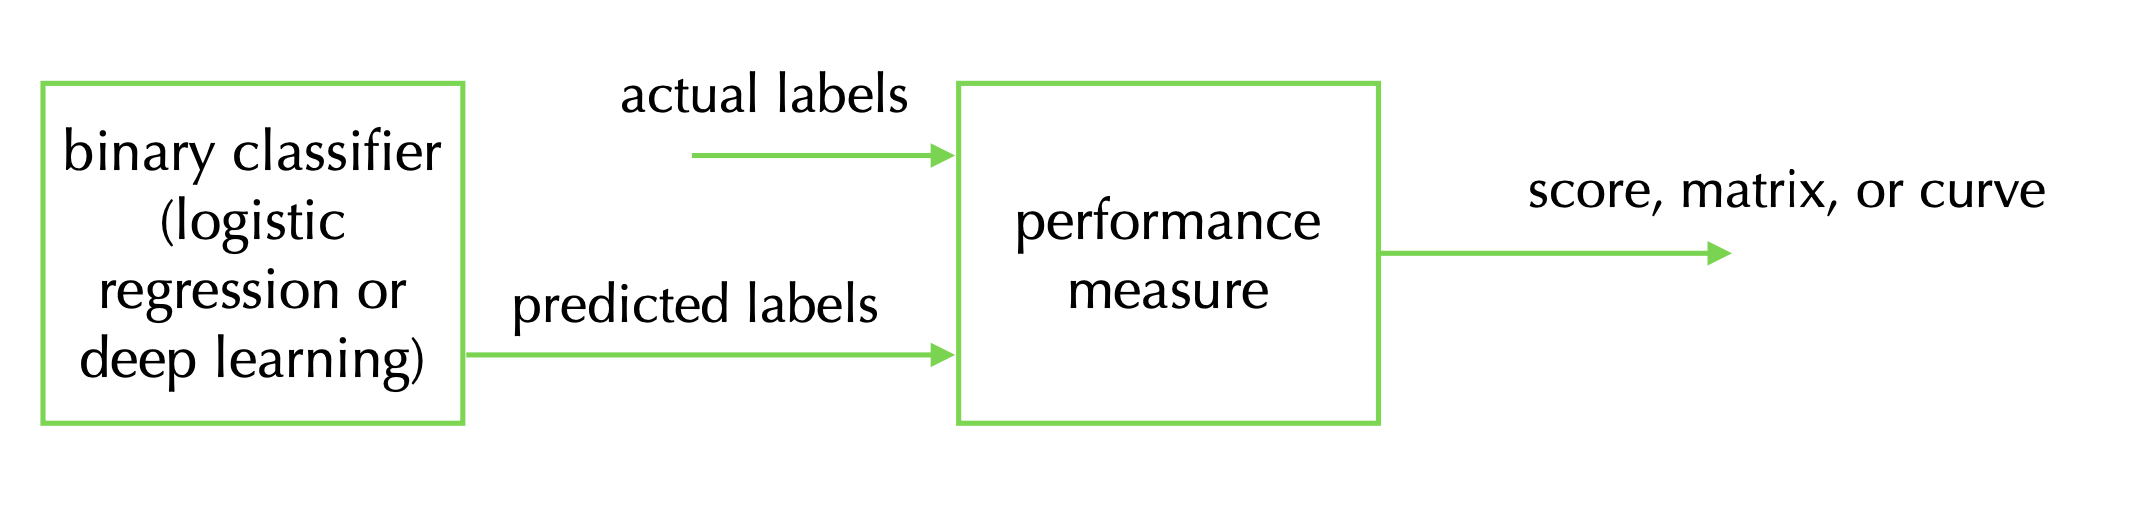 binary classifier
(logistic
regression or
deep learning)
actual labels
predicted labels
performance
measure
score, matrix, or curve